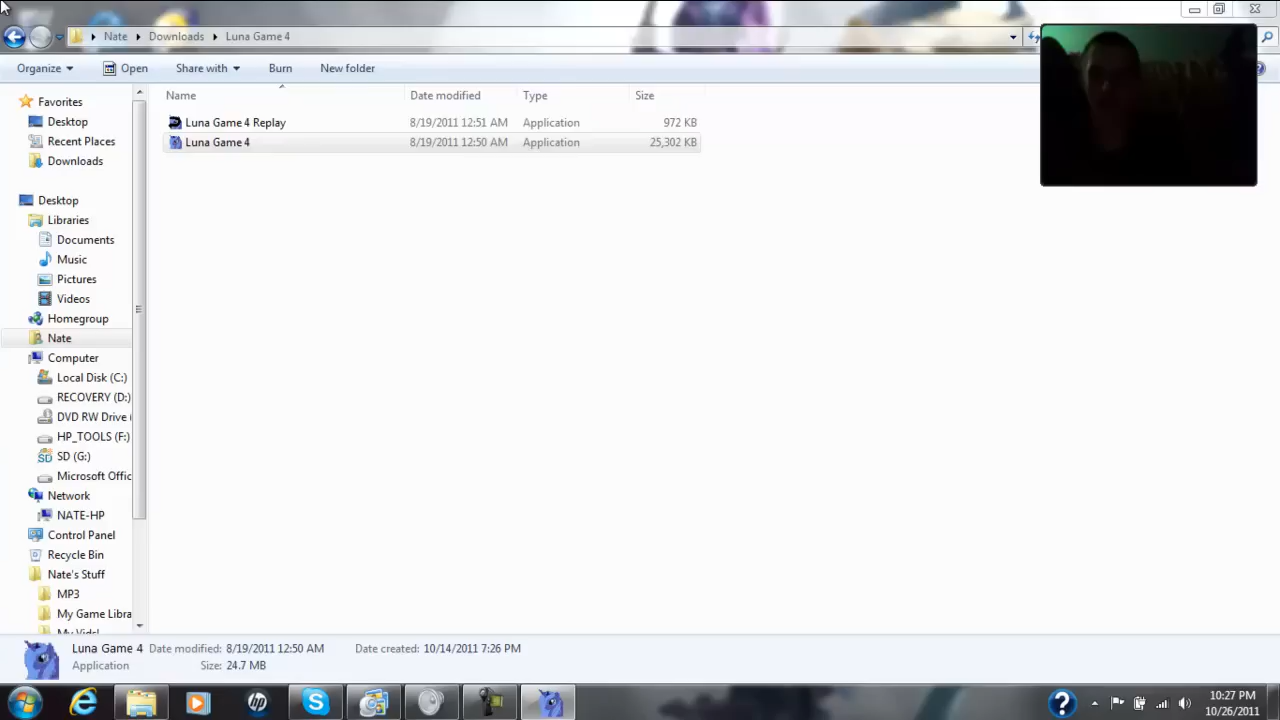 Nate Downloads Luna Game 4
Organize Open Share with Burn New folder
Name Date modified Type Size
Luna Game 4 Replay 8/19/2011 12:51 AM Application 972 KB
Luna Game 4 8/19/2011 12:50 AM Application 25,302 KB
Favorites
Desktop
Recent Places
Downloads
Desktop
Libraries
Documents
Music
Pictures
Videos
Homegroup
Nate
Computer
Local Disk (C:)
RECOVERY (D:)
DVD RW Drive (
HP_TOOLS (F:)
SD (G:)
Microsoft Offic
Network
NATE-HP
Control Panel
Recycle Bin
Nate's Stuff
MP3
My Game Libra
My Vids!
Luna Game 4 Date modified: 8/19/2011 12:50 AM Date created: 10/14/2011 7:26 PM
Application Size: 24.7 MB
10:27 PM
10/26/2011